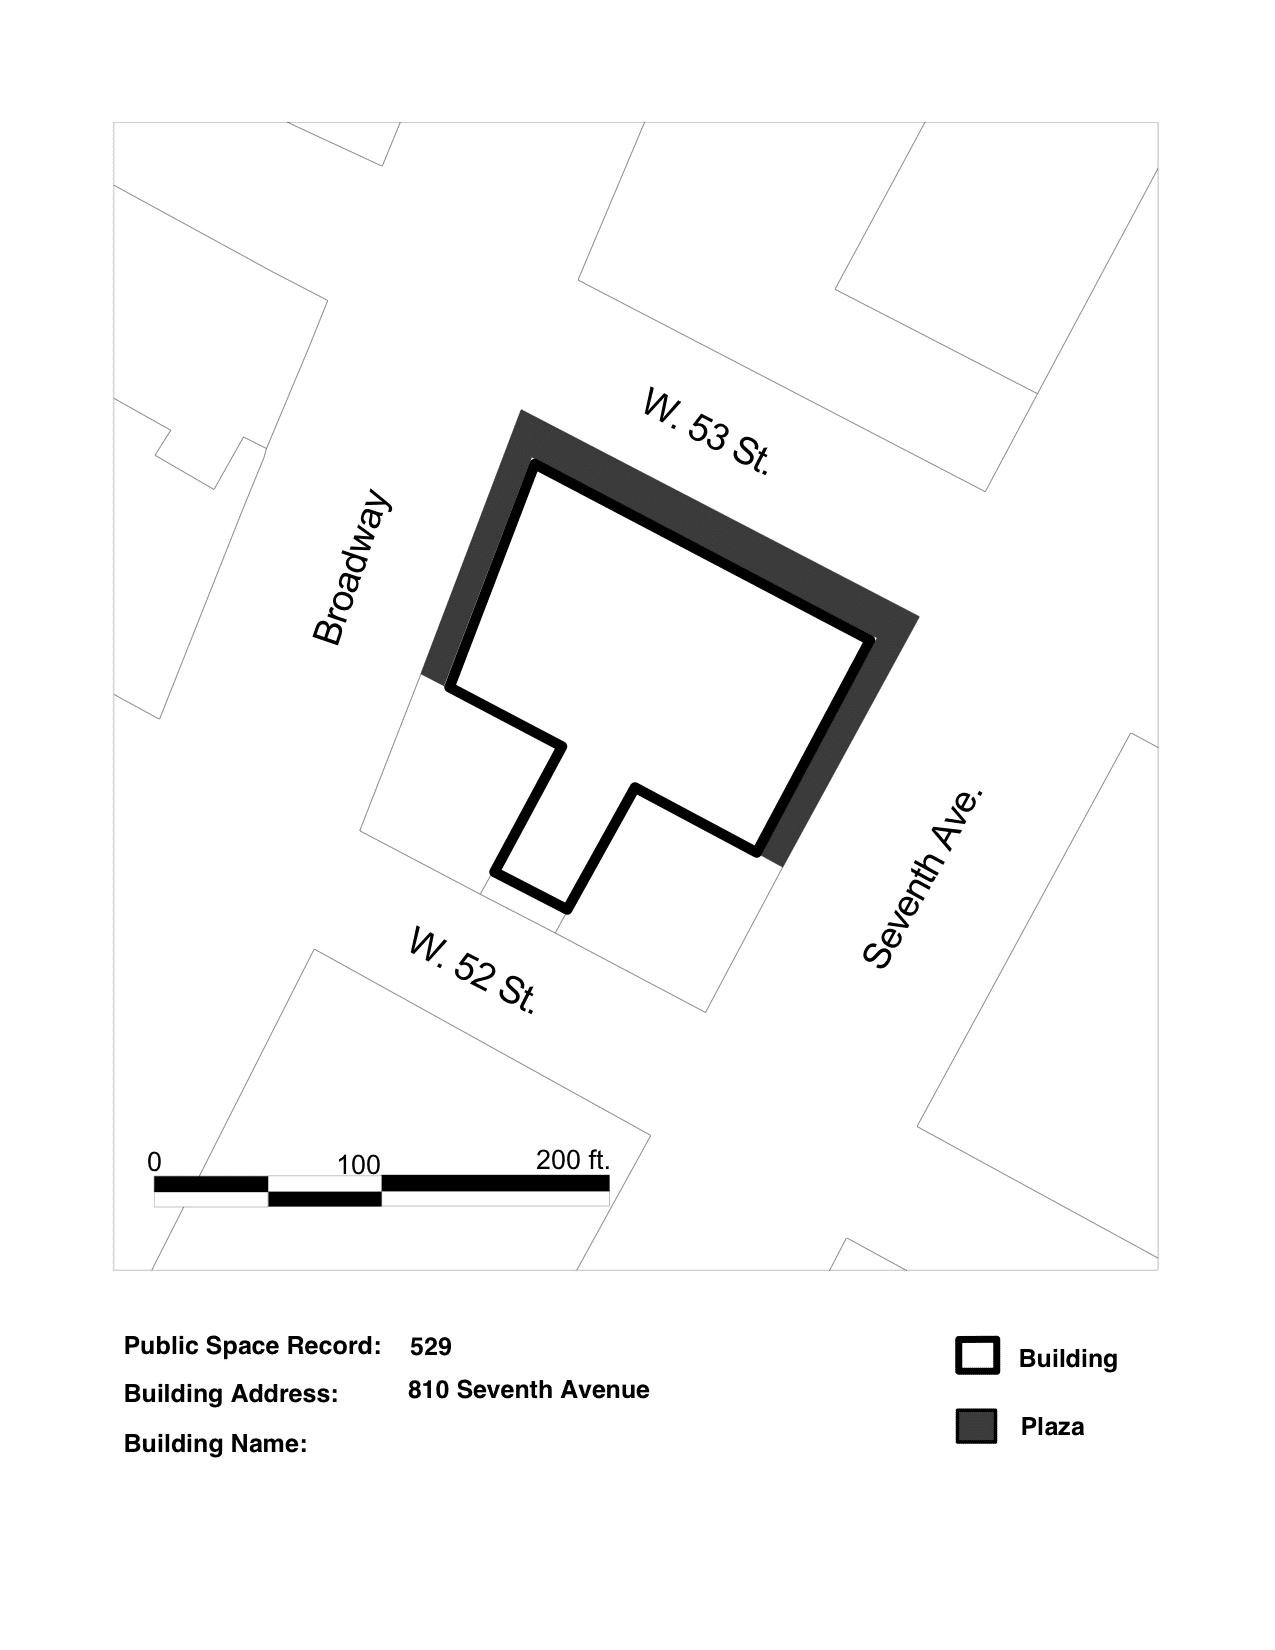 W. 53 St.
Broadway
Seventh Ave.
W. 52 St.
0 100 200 ft.
Public Space Record: 529
Building Address: 810 Seventh Avenue
Building Name:
Building
Plaza